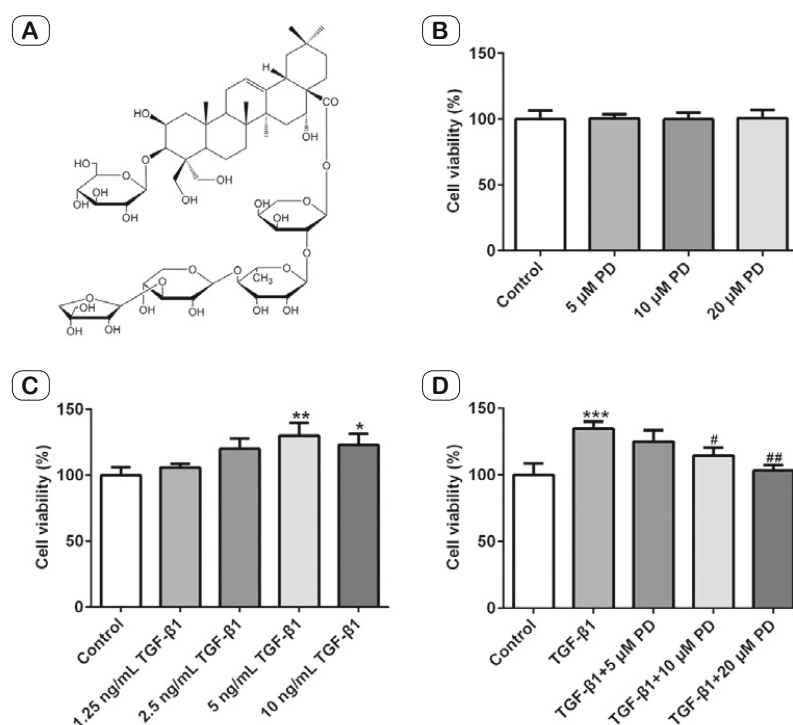 A
HO
H
CO
OH
O
O
HO
O
OH
OH
OH
OH
OH
O
OH
OH
O
O
O
O
O
O
CH3
O
O
OH
OH
OH
OH
OH
OH
OH
B
Cell viability (%)
150
100
50
0
Control
5 µM PD
10 µM PD
20 µM PD
C
Cell viability (%)
150
100
50
0
**
*
Control
1.25 ng/mL TGF-β1
2.5 ng/mL TGF-β1
5 ng/mL TGF-β1
10 ng/mL TGF-β1
D
Cell viability (%)
150
100
50
0
***
#
##
Control
TGF-β1
TGF-β1+5 µM PD
TGF-β1+10 µM PD
TGF-β1+20 µM PD